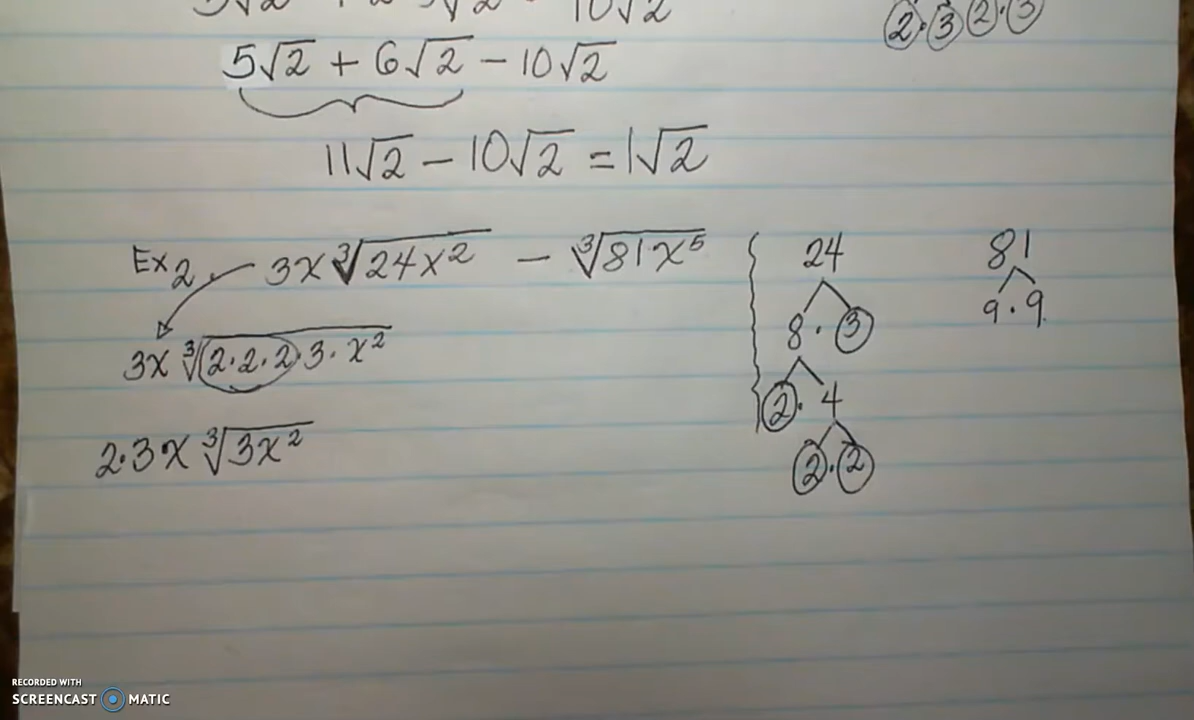 5√2 + 6√2 − 10√2
11√2 − 10√2 = 1√2
Ex 2 3x ∛24x² − ∛81x⁵
3x ∛2·2·2·3·x²
2·3x ∛3x²
2·3 2·3
24
8·3
2·4
2·2
81
9·9
RECORDED WITH
SCREENCAST MATIC